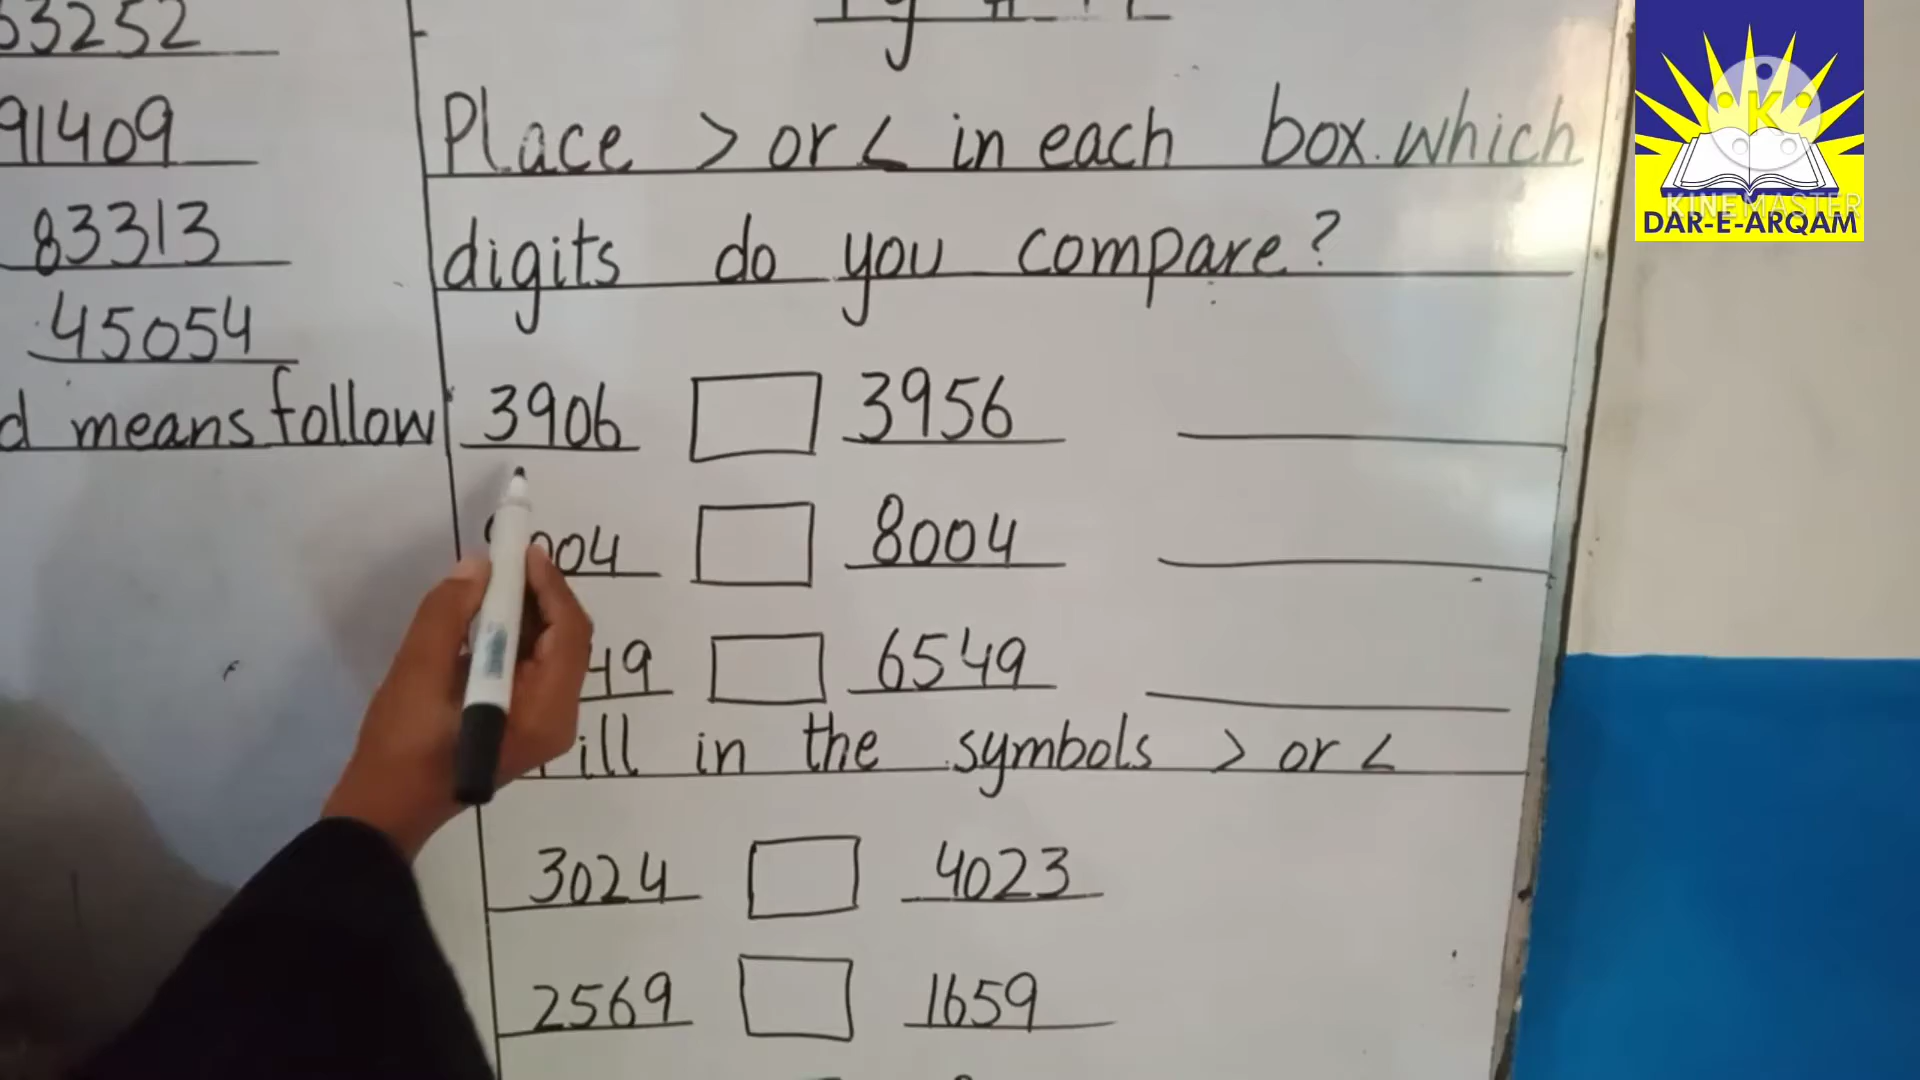 63252
91409
83313
45054
d means follow
Place > or < in each box. which
digits do you compare?
3906 3956
004 8004
49 6549
ill in the symbols > or <
3024 4023
2569 1659
K
KINEMASTER
DAR-E-ARQAM